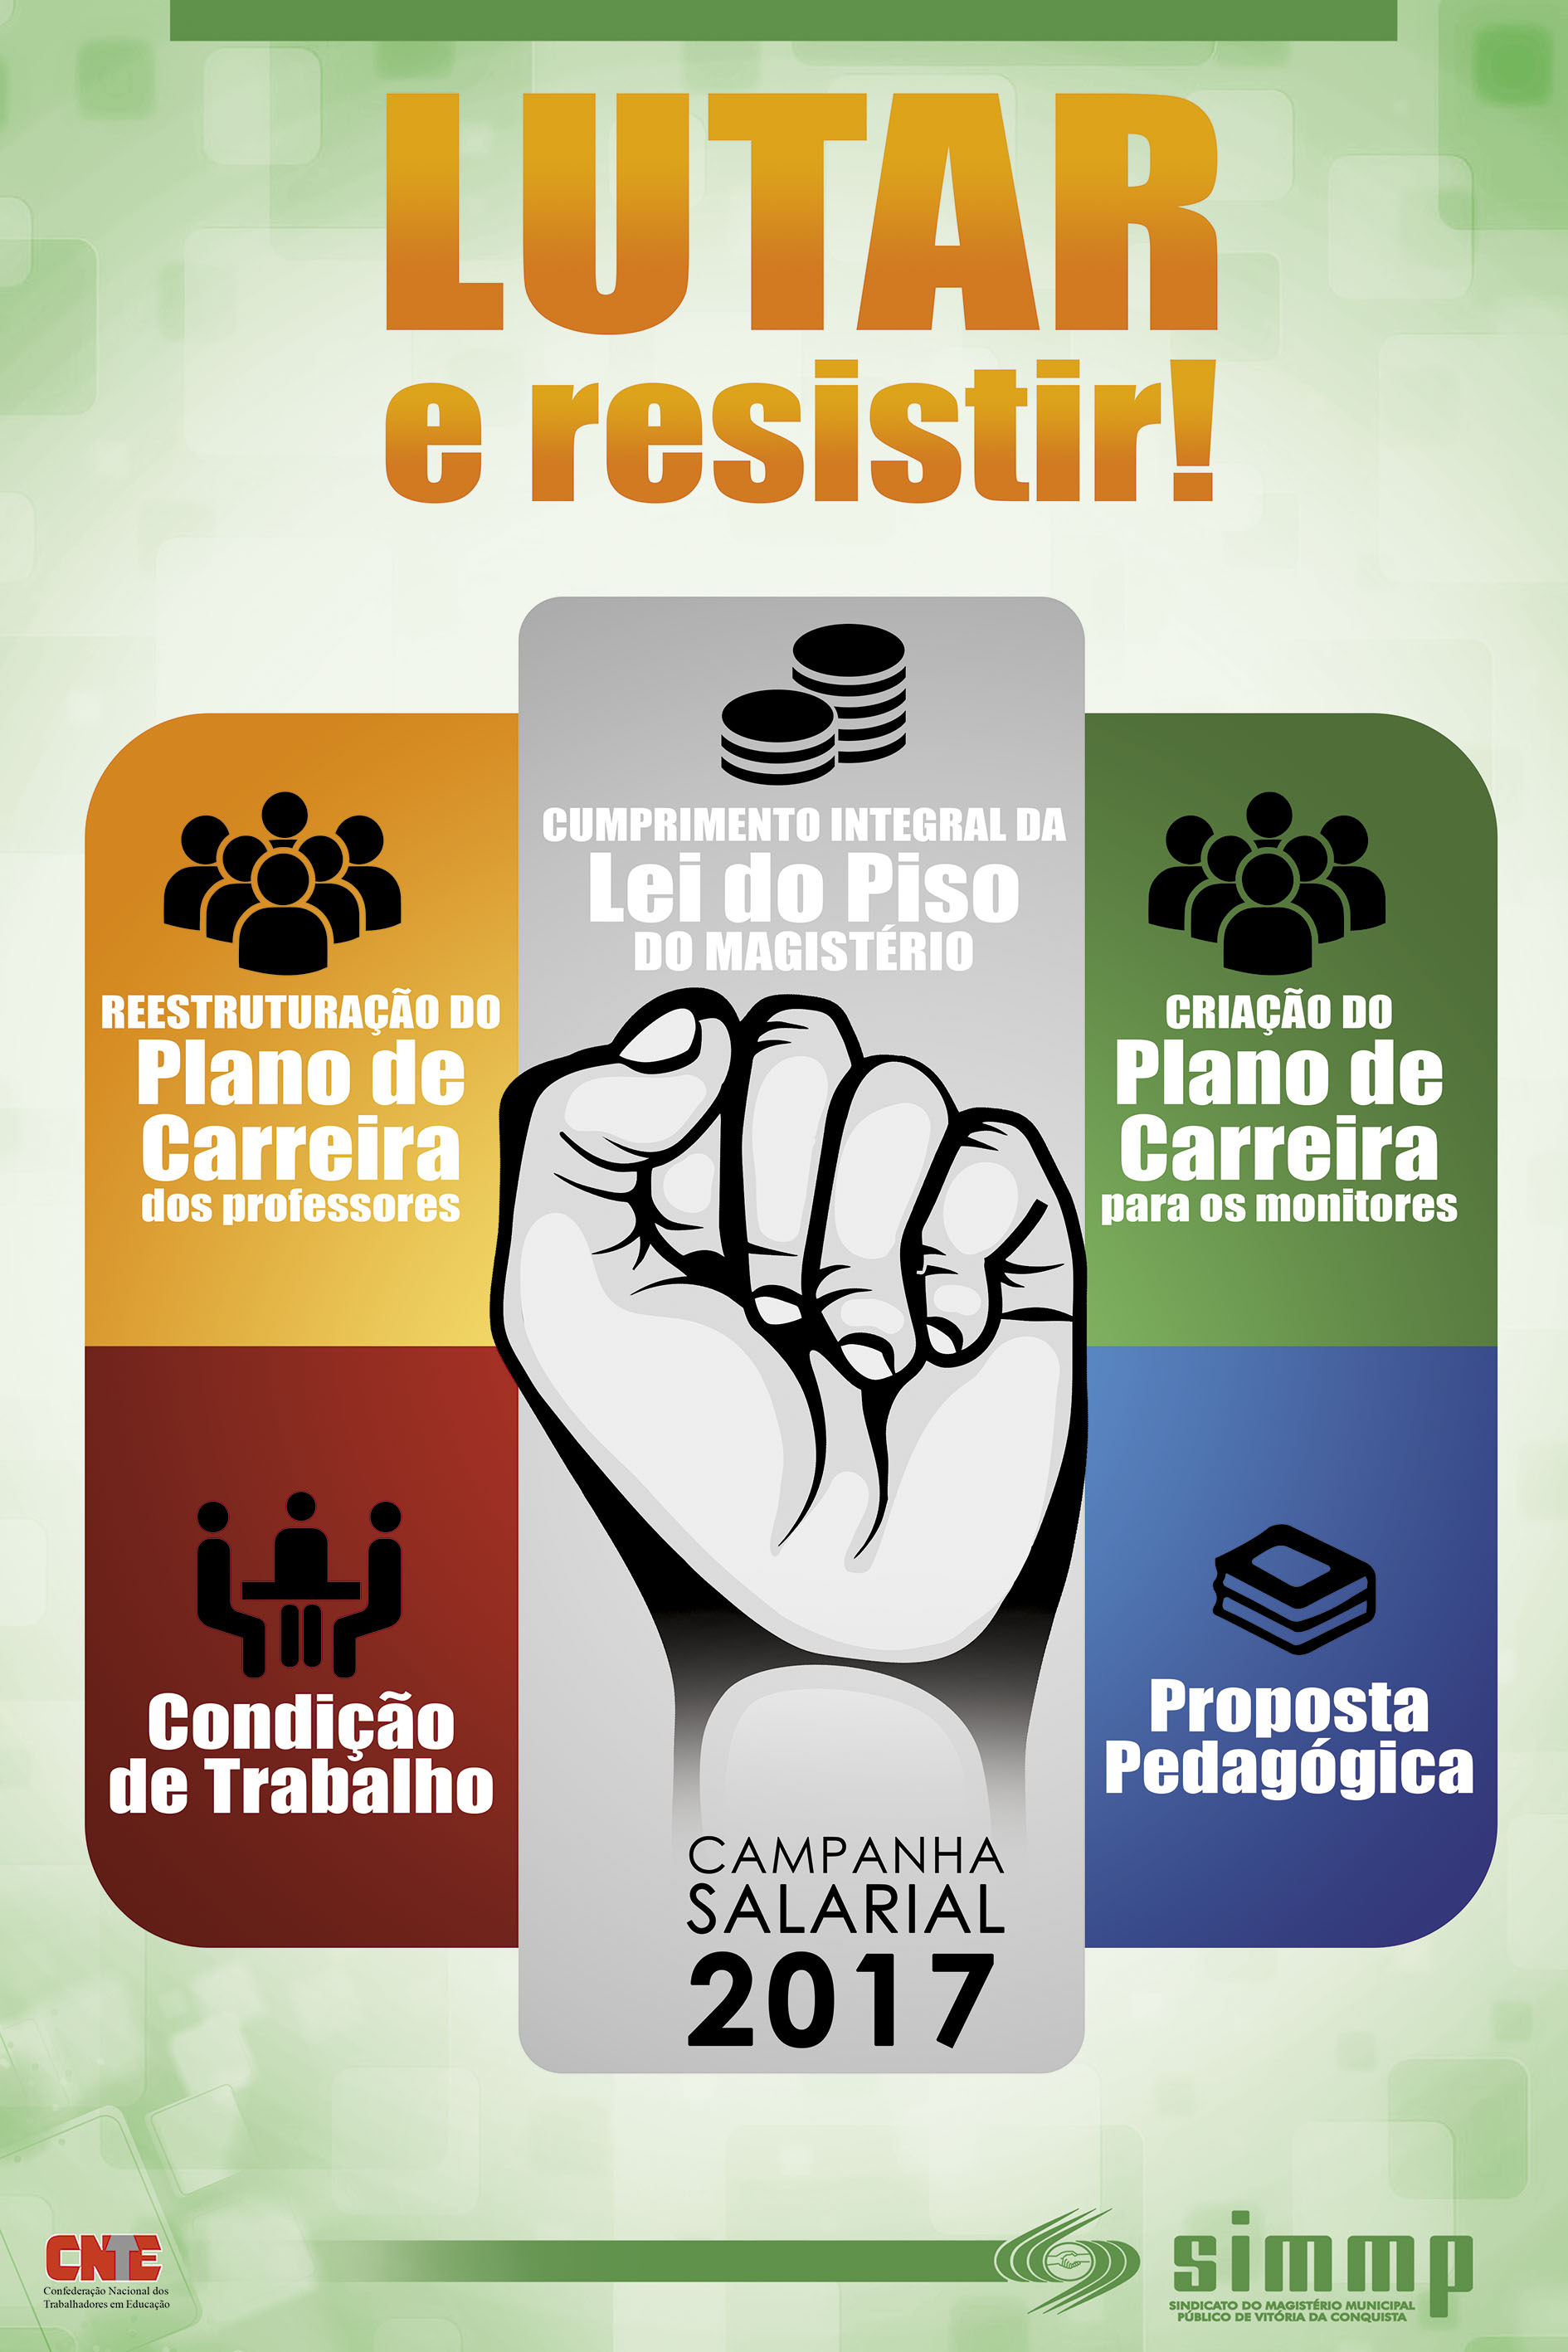 LUTAR
e resistir!
CUMPRIMENTO INTEGRAL DA
Lei do Piso
DO MAGISTÉRIO
REESTRUTURAÇÃO DO
Plano de
Carreira
dos professores
CRIAÇÃO DO
Plano de
Carreira
para os monitores
Condição
de Trabalho
Proposta
Pedagógica
CAMPANHA
SALARIAL
2017
CNTE
Confederação Nacional dos
Trabalhadores em Educação
simmp
SINDICATO DO MAGISTÉRIO MUNICIPAL
PÚBLICO DE VITÓRIA DA CONQUISTA